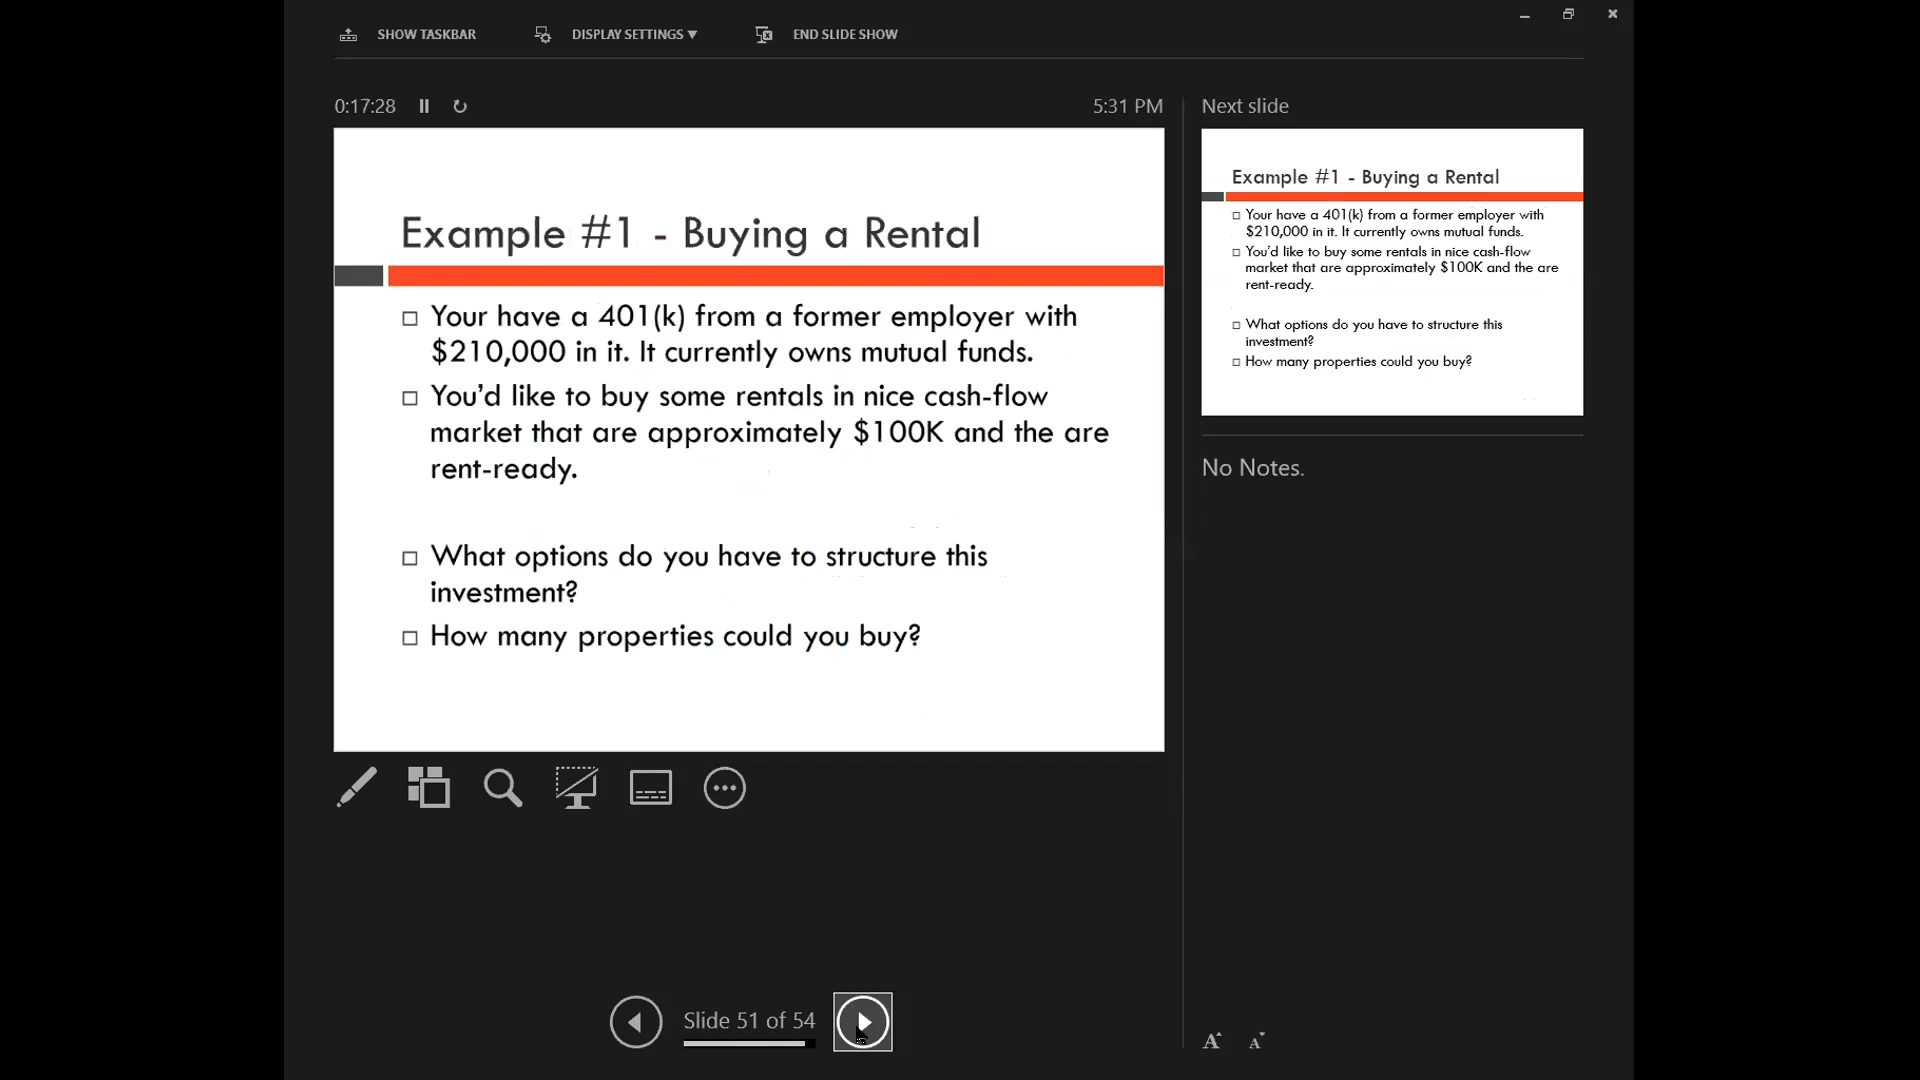 SHOW TASKBAR
DISPLAY SETTINGS ▼
END SLIDE SHOW
0:17:28
5:31 PM
Next slide
Example #1 - Buying a Rental
Your have a 401(k) from a former employer with
$210,000 in it. It currently owns mutual funds.
You'd like to buy some rentals in nice cash-flow
market that are approximately $100K and the are
rent-ready.
What options do you have to structure this
investment?
How many properties could you buy?
Example #1 - Buying a Rental
Your have a 401(k) from a former employer with
$210,000 in it. It currently owns mutual funds.
You'd like to buy some rentals in nice cash-flow
market that are approximately $100K and the are
rent-ready.
What options do you have to structure this
investment?
How many properties could you buy?
No Notes.
Slide 51 of 54
A A